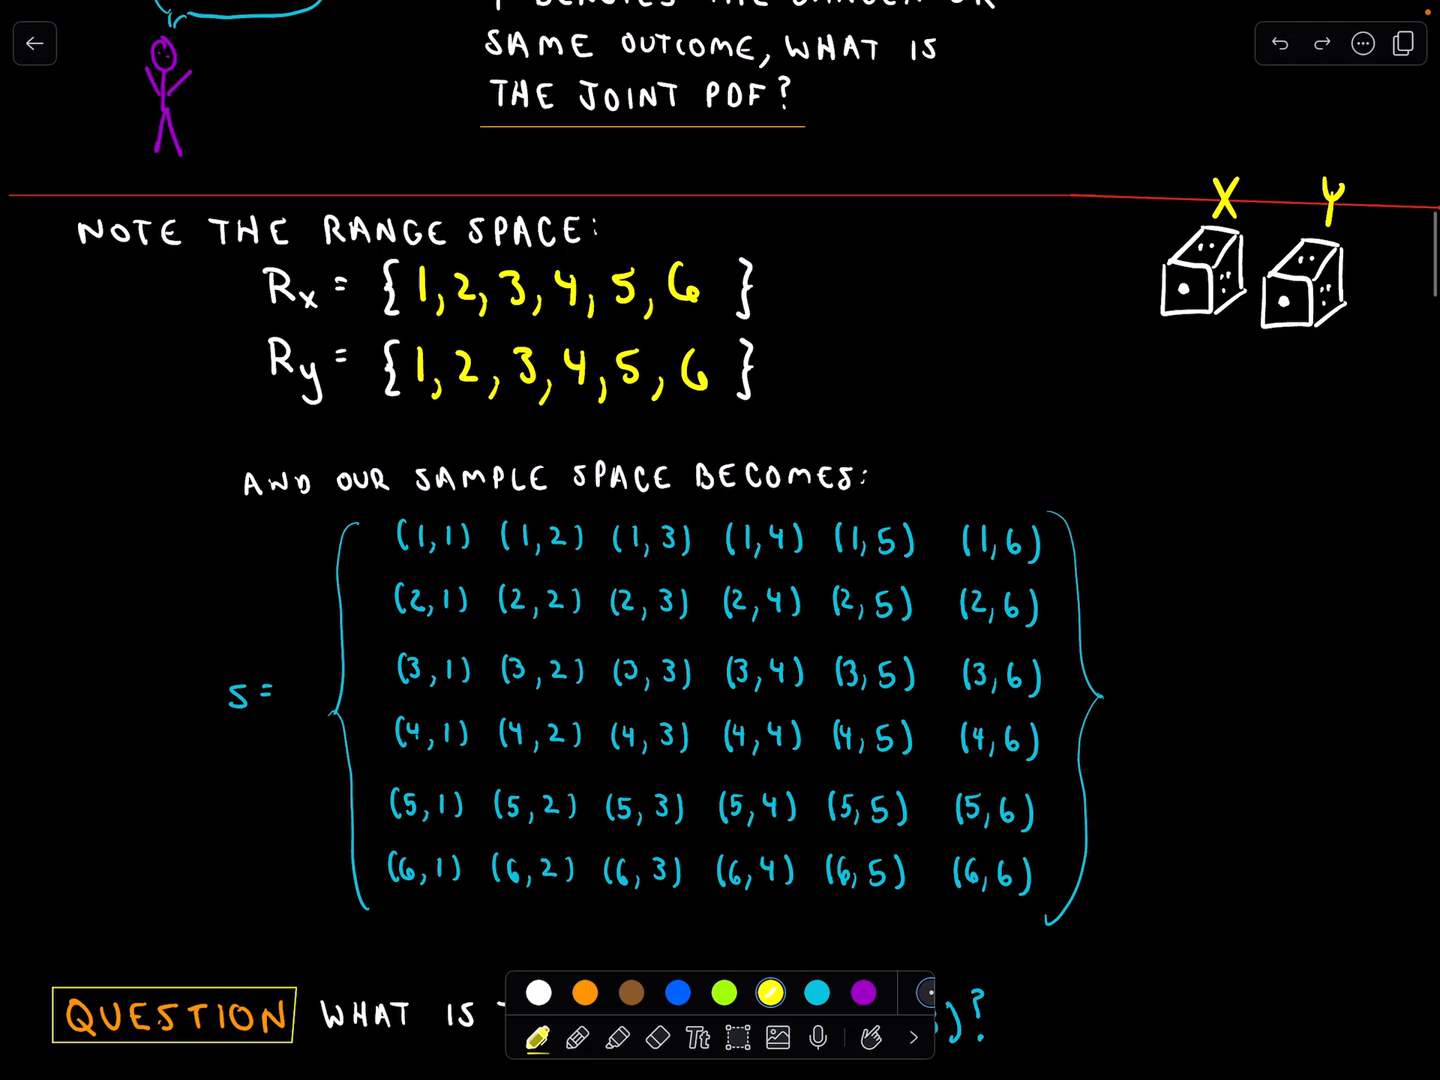 SAME OUTCOME, WHAT IS
THE JOINT PDF?
X Y
NOTE THE RANGE SPACE:
Rx = { 1, 2, 3, 4, 5, 6 }
Ry = { 1, 2, 3, 4, 5, 6 }
AND OUR SAMPLE SPACE BECOMES:
(1,1) (1,2) (1,3) (1,4) (1,5) (1,6)
(2,1) (2,2) (2,3) (2,4) (2,5) (2,6)
(3,1) (3,2) (3,3) (3,4) (3,5) (3,6)
S =
(4,1) (4,2) (4,3) (4,4) (4,5) (4,6)
(5,1) (5,2) (5,3) (5,4) (5,5) (5,6)
(6,1) (6,2) (6,3) (6,4) (6,5) (6,6)
QUESTION WHAT IS )?
Tt